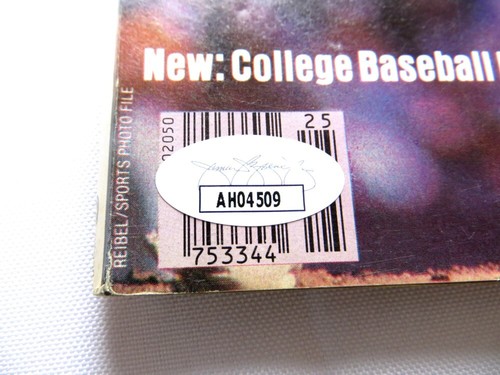 New: College Baseball
REIBEL/SPORTS PHOTO FILE
02050
25
AH04509
753344